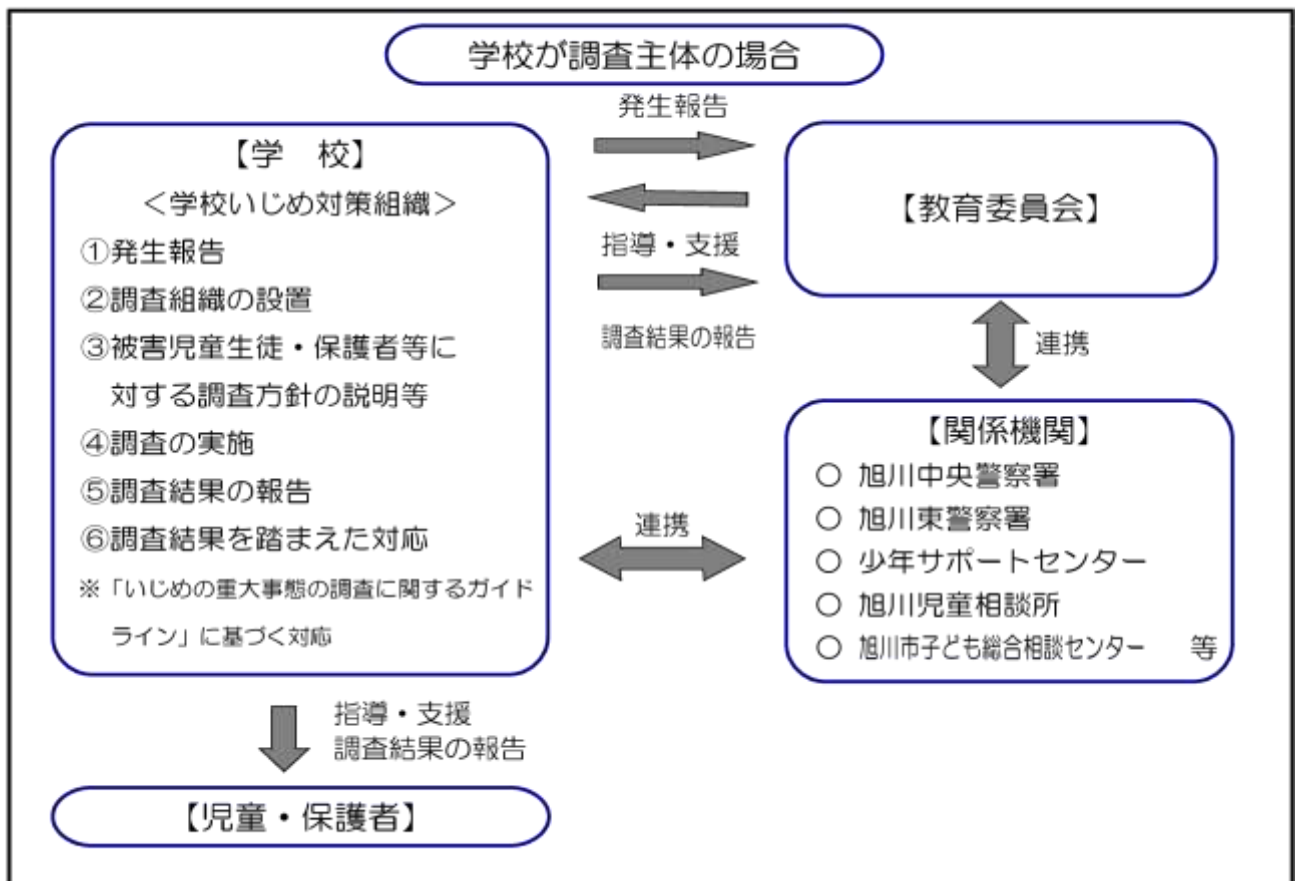 学校が調査主体の場合
発生報告
【学　校】
＜学校いじめ対策組織＞
①発生報告
②調査組織の設置
③被害児童生徒・保護者等に
対する調査方針の説明等
④調査の実施
⑤調査結果の報告
⑥調査結果を踏まえた対応
※「いじめの重大事態の調査に関するガイド
ライン」に基づく対応
指導・支援
調査結果の報告
【教育委員会】
連携
連携
【関係機関】
○ 旭川中央警察署
○ 旭川東警察署
○ 少年サポートセンター
○ 旭川児童相談所
○ 旭川市子ども総合相談センター　等
指導・支援
調査結果の報告
【児童・保護者】